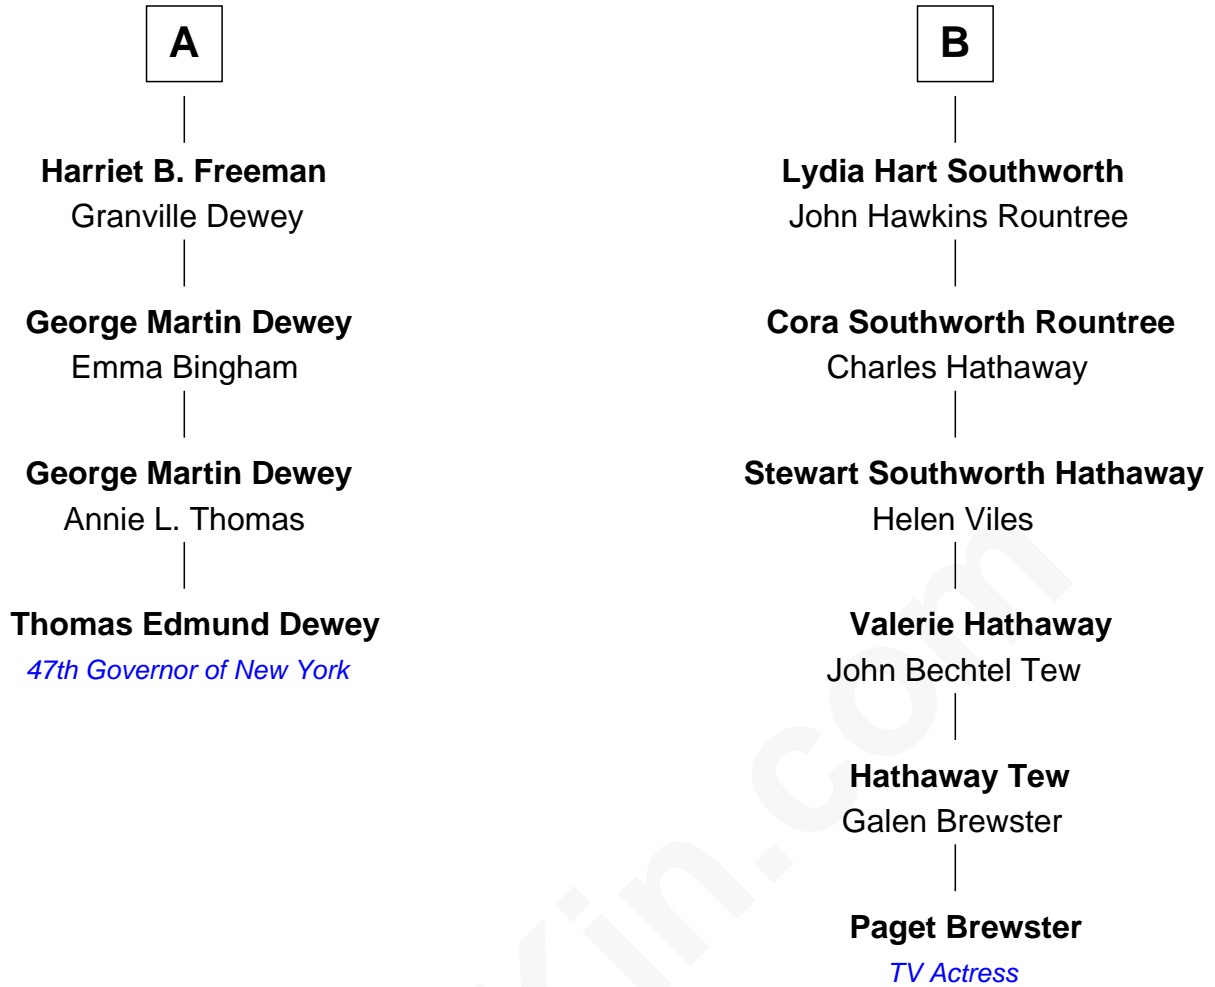 A
Harriet B. Freeman
Granville Dewey
George Martin Dewey
Emma Bingham
George Martin Dewey
Annie L. Thomas
Thomas Edmund Dewey
47th Governor of New York
B
Lydia Hart Southworth
John Hawkins Rountree
Cora Southworth Rountree
Charles Hathaway
Stewart Southworth Hathaway
Helen Viles
Valerie Hathaway
John Bechtel Tew
Hathaway Tew
Galen Brewster
Paget Brewster
TV Actress
Kin.com